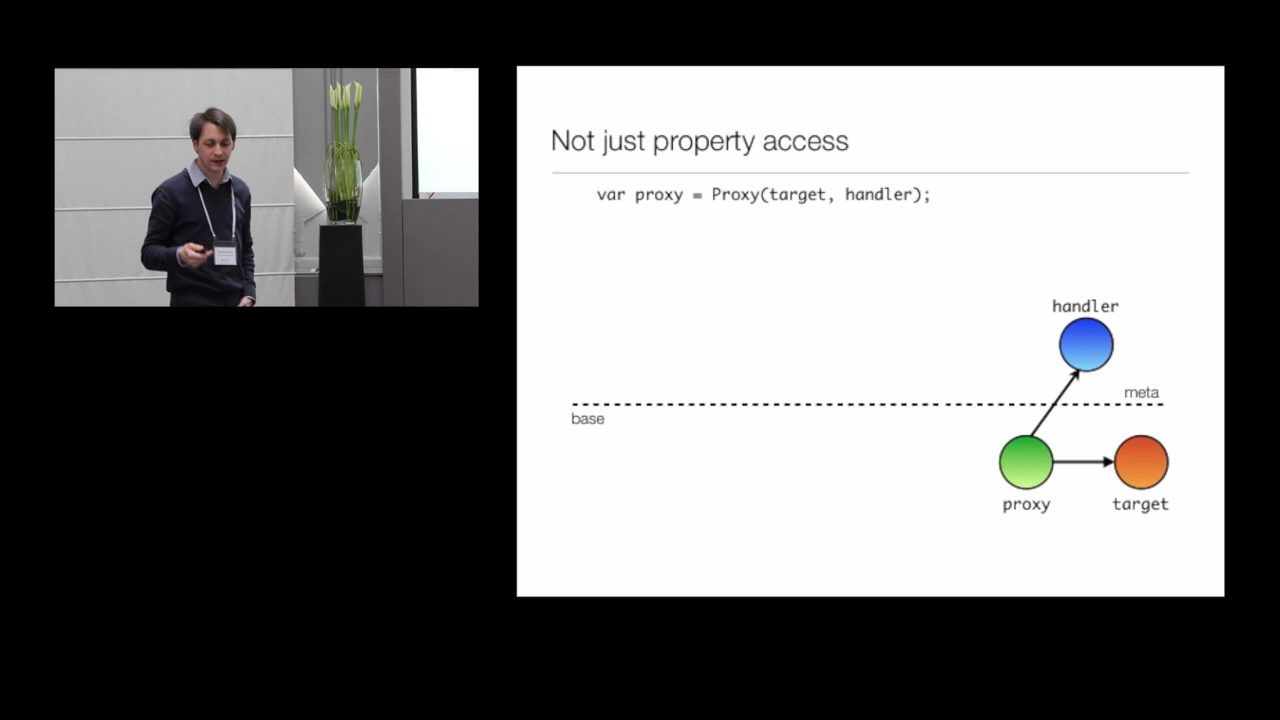 Not just property access
var proxy = Proxy(target, handler);
handler
meta
base
proxy
target